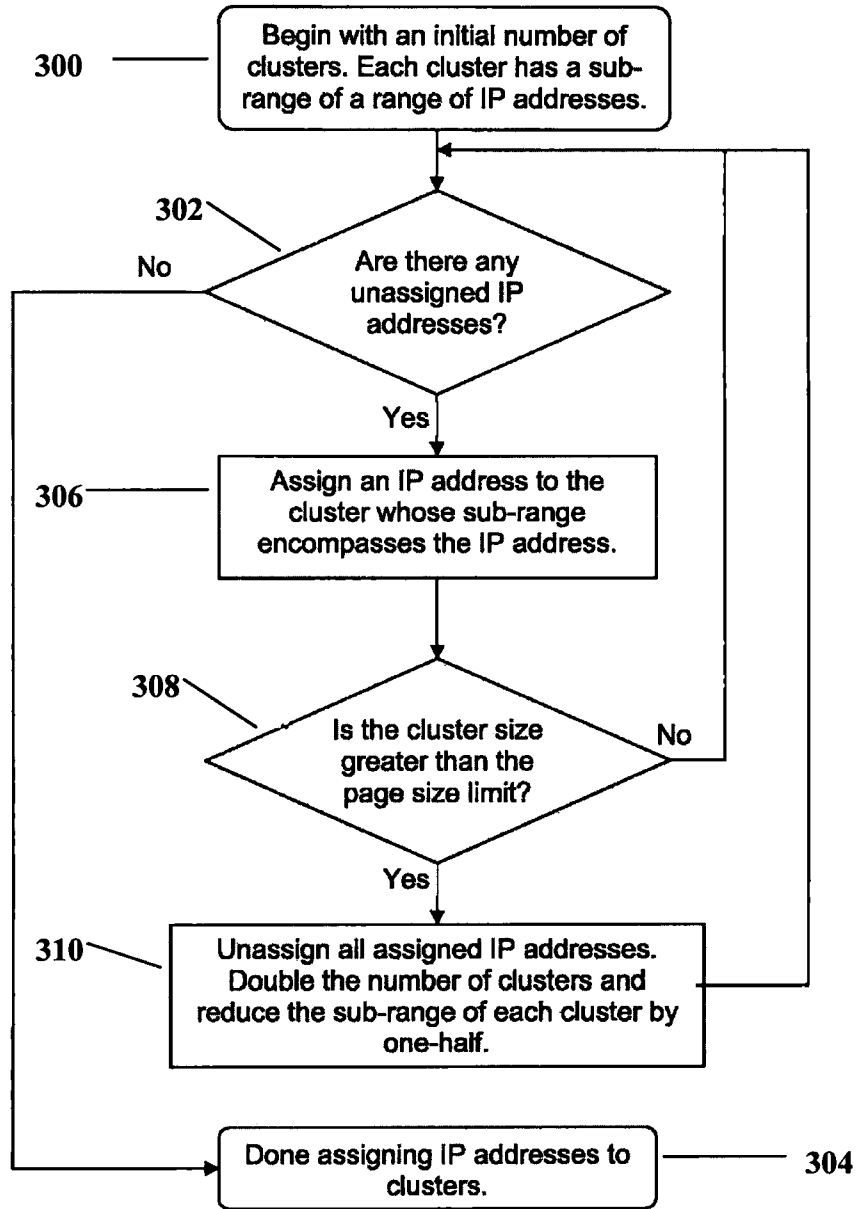 300
Begin with an initial number of
clusters. Each cluster has a sub-
range of a range of IP addresses.
302
No
Are there any
unassigned IP
addresses?
Yes
306
Assign an IP address to the
cluster whose sub-range
encompasses the IP address.
308
Is the cluster size
greater than the
page size limit?
No
Yes
310
Unassign all assigned IP addresses.
Double the number of clusters and
reduce the sub-range of each cluster by
one-half.
Done assigning IP addresses to
clusters.
304